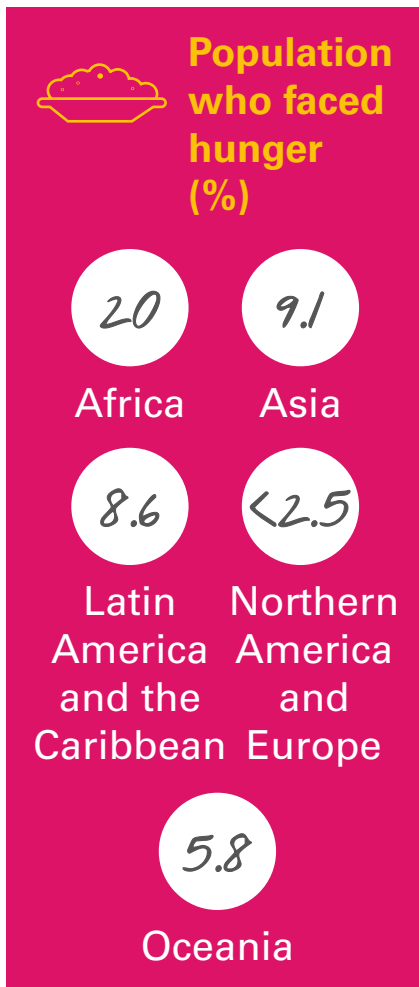 Population
who faced
hunger
(%)
20
Africa
9.1
Asia
8.6
Latin
America
and the
Caribbean
<2.5
Northern
America
and
Europe
5.8
Oceania